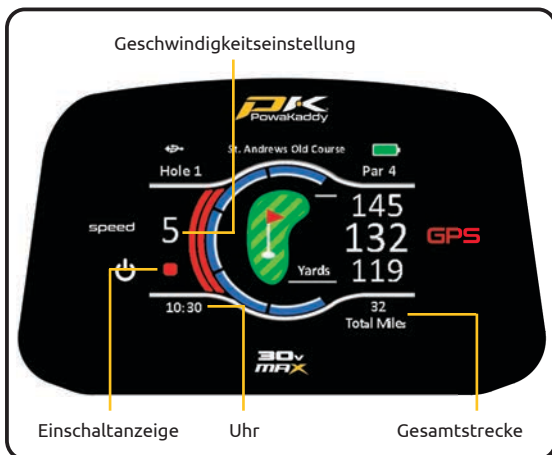 Geschwindigkeitseinstellung
PK
PowaKaddy
St. Andrews Old Course
Hole 1
Par 4
speed
5
145
132
119
GPS
Yards
10:30
32
Total Miles
30v
MAX
Einschaltanzeige
Uhr
Gesamtstrecke